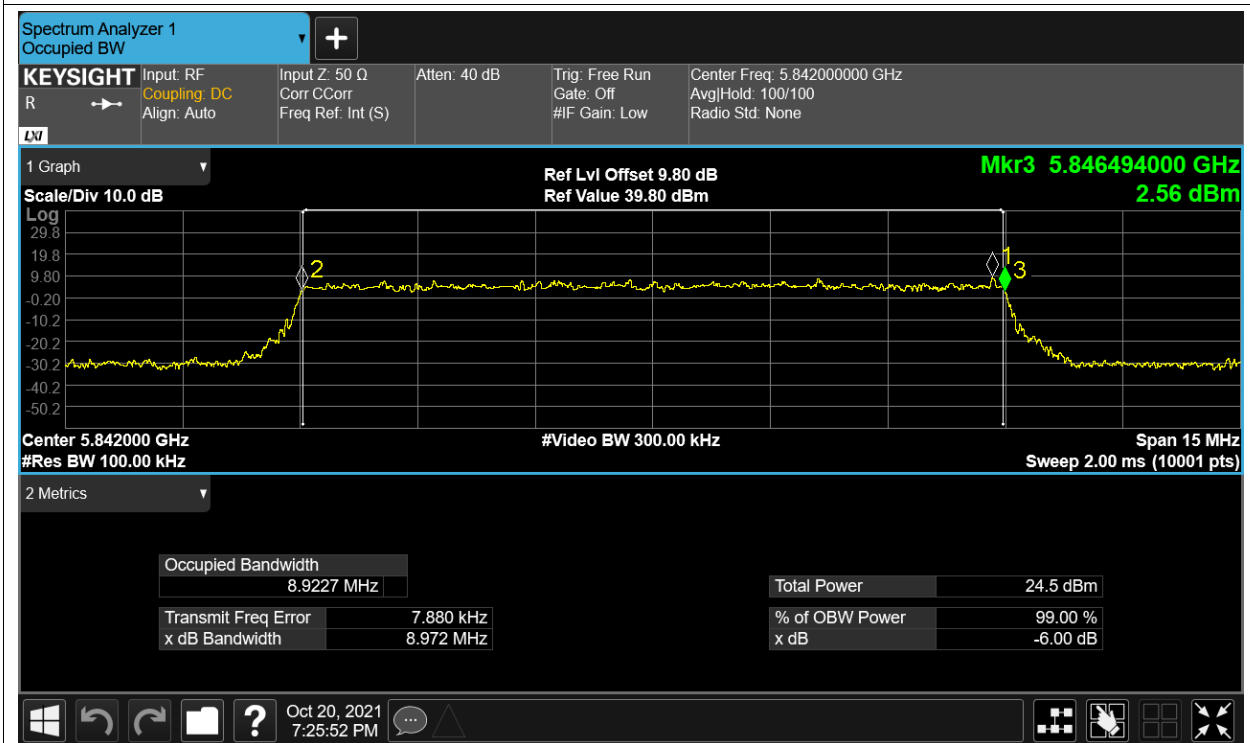 Spectrum Analyzer 1
Occupied BW
KEYSIGHT
R
LXI
Input: RF
Coupling: DC
Align: Auto
Input Z: 50 Ω
Corr CCorr
Freq Ref: Int (S)
Atten: 40 dB
Trig: Free Run
Gate: Off
#IF Gain: Low
Center Freq: 5.842000000 GHz
Avg|Hold: 100/100
Radio Std: None
1 Graph
Scale/Div 10.0 dB
Ref Lvl Offset 9.80 dB
Ref Value 39.80 dBm
Mkr3 5.846494000 GHz
2.56 dBm
Log
29.8
19.8
9.80
-0.20
-10.2
-20.2
-30.2
-40.2
-50.2
2
1
3
Center 5.842000 GHz
#Res BW 100.00 kHz
#Video BW 300.00 kHz
Span 15 MHz
Sweep 2.00 ms (10001 pts)
2 Metrics
Occupied Bandwidth
8.9227 MHz
Transmit Freq Error 7.880 kHz
x dB Bandwidth 8.972 MHz
Total Power 24.5 dBm
% of OBW Power 99.00 %
x dB -6.00 dB
?
Oct 20, 2021
7:25:52 PM